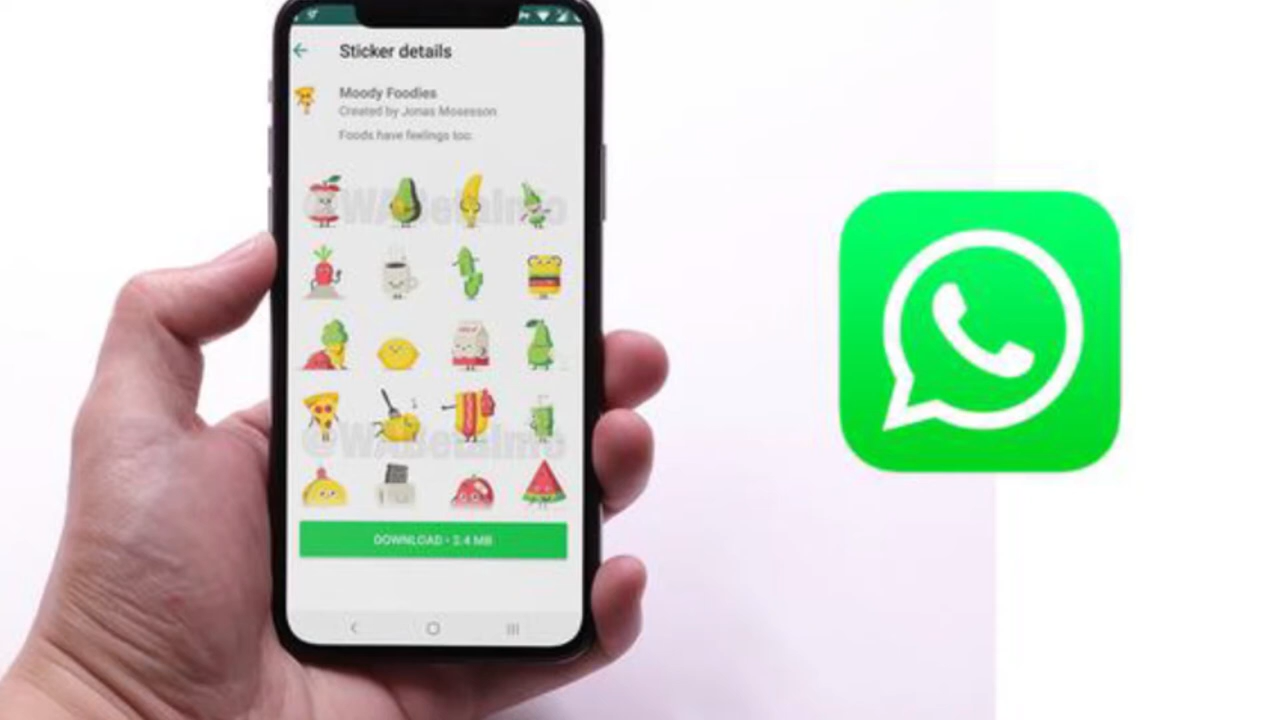 Sticker details
Moody Foodies
Created by Jonas Mosesson
Foods have feelings too.
@WABetaInfo
@WABetaInfo
DOWNLOAD • 2.4 MB